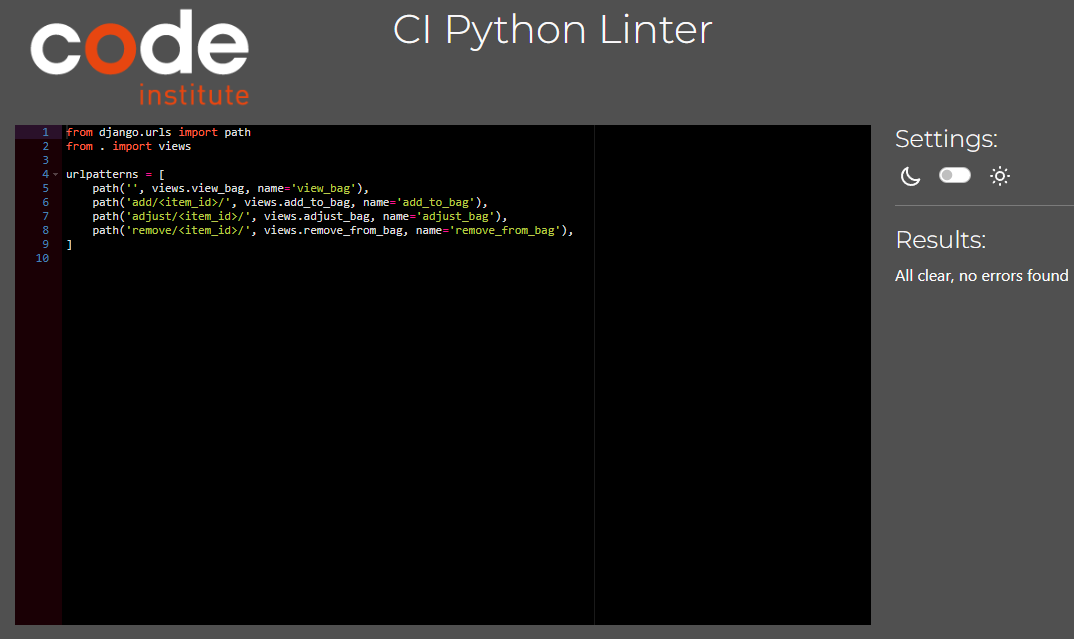 code
institute
CI Python Linter
1 from django.urls import path
2 from . import views
3
4 urlpatterns = [
5     path('', views.view_bag, name='view_bag'),
6     path('add/<item_id>/', views.add_to_bag, name='add_to_bag'),
7     path('adjust/<item_id>/', views.adjust_bag, name='adjust_bag'),
8     path('remove/<item_id>/', views.remove_from_bag, name='remove_from_bag'),
9 ]
10
Settings:
Results:
All clear, no errors found